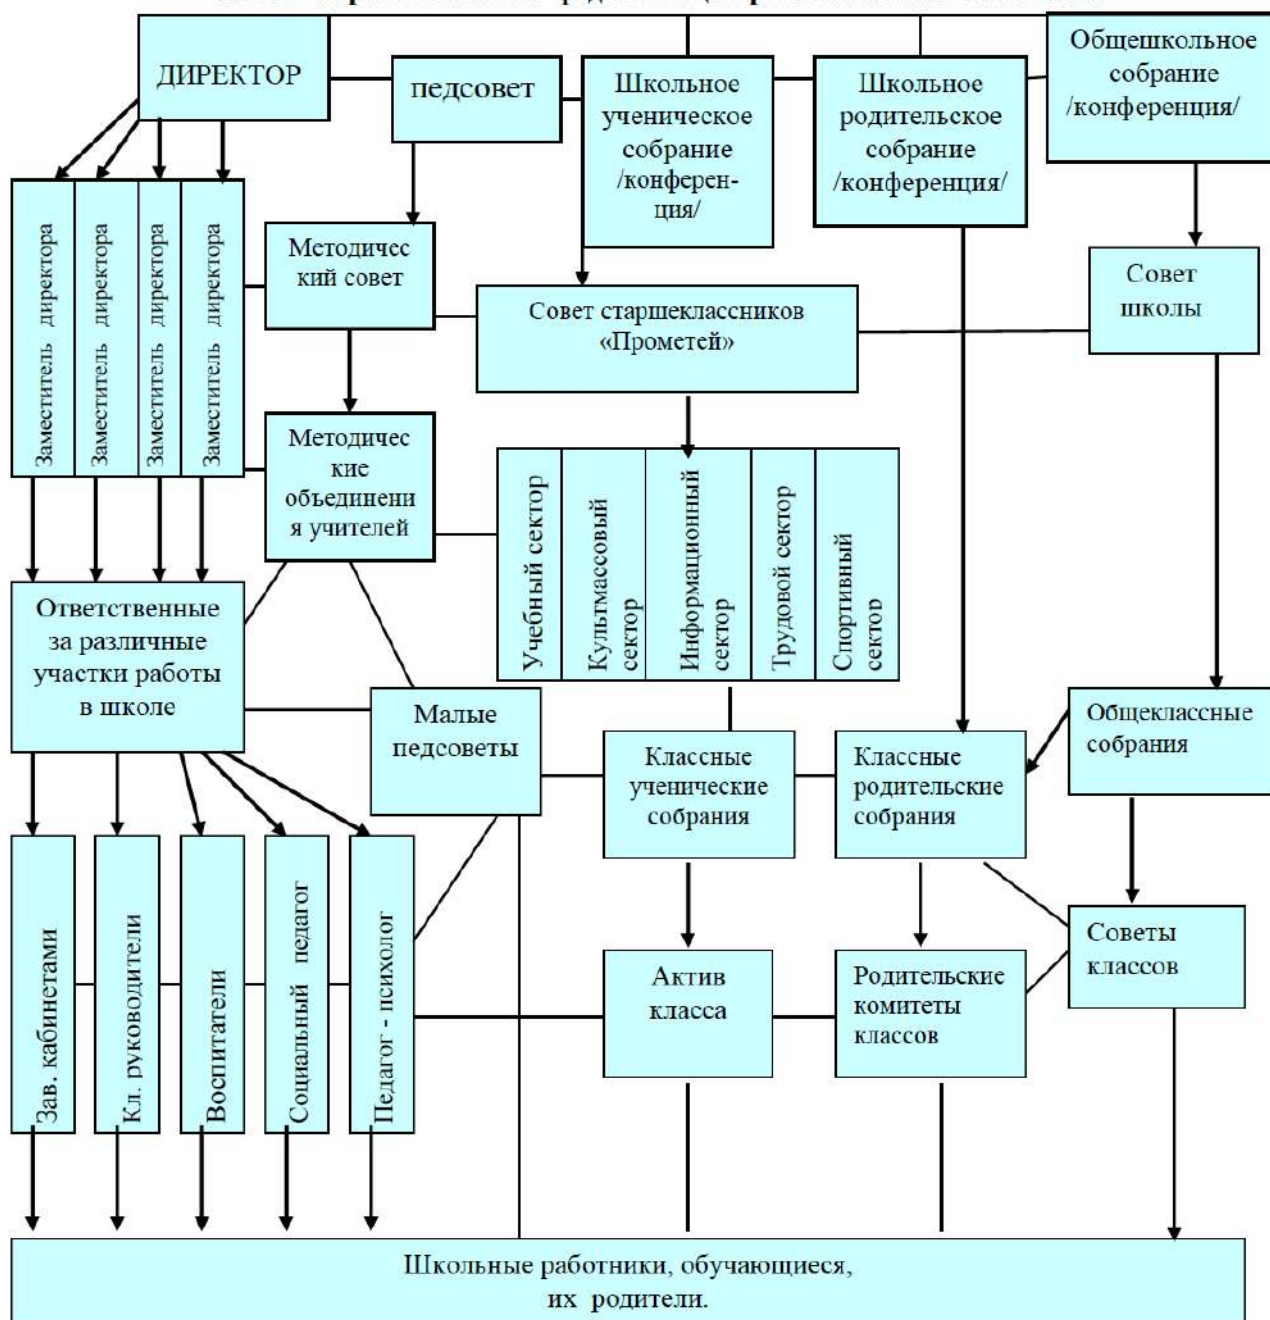 ДИРЕКТОР
педсовет
Школьное
ученическое
собрание
/конферен-
ция/
Школьное
родительское
собрание
/конференция/
Общешкольное
собрание
/конференция/
Заместитель директора
Заместитель директора
Заместитель директора
Заместитель директора
Методичес
кий совет
Совет старшеклассников
«Прометей»
Совет
школы
Методичес
кие
объединени
я учителей
Учебный сектор
Культмассовый
сектор
Информационный
сектор
Трудовой сектор
Спортивный
сектор
Ответственные
за различные
участки работы
в школе
Малые
педсоветы
Классные
ученические
собрания
Классные
родительские
собрания
Общеклассные
собрания
Зав. кабинетами
Кл. руководители
Воспитатели
Социальный педагог
Педагог - психолог
Актив
класса
Родительские
комитеты
классов
Советы
классов
Школьные работники, обучающиеся,
их родители.